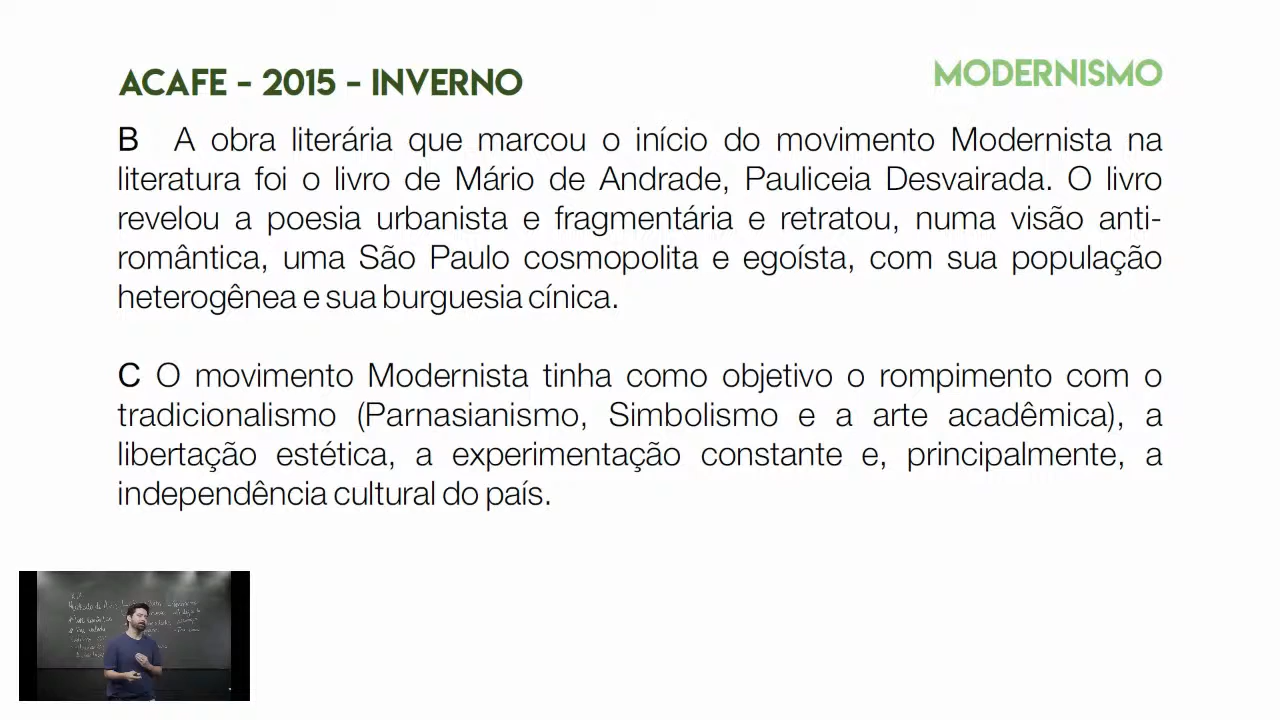 ACAFE - 2015 - INVERNO
MODERNISMO
B A obra literária que marcou o início do movimento Modernista na
literatura foi o livro de Mário de Andrade, Pauliceia Desvairada. O livro
revelou a poesia urbanista e fragmentária e retratou, numa visão anti-
romântica, uma São Paulo cosmopolita e egoísta, com sua população
heterogênea e sua burguesia cínica.
C O movimento Modernista tinha como objetivo o rompimento com o
tradicionalismo (Parnasianismo, Simbolismo e a arte acadêmica), a
libertação estética, a experimentação constante e, principalmente, a
independência cultural do país.